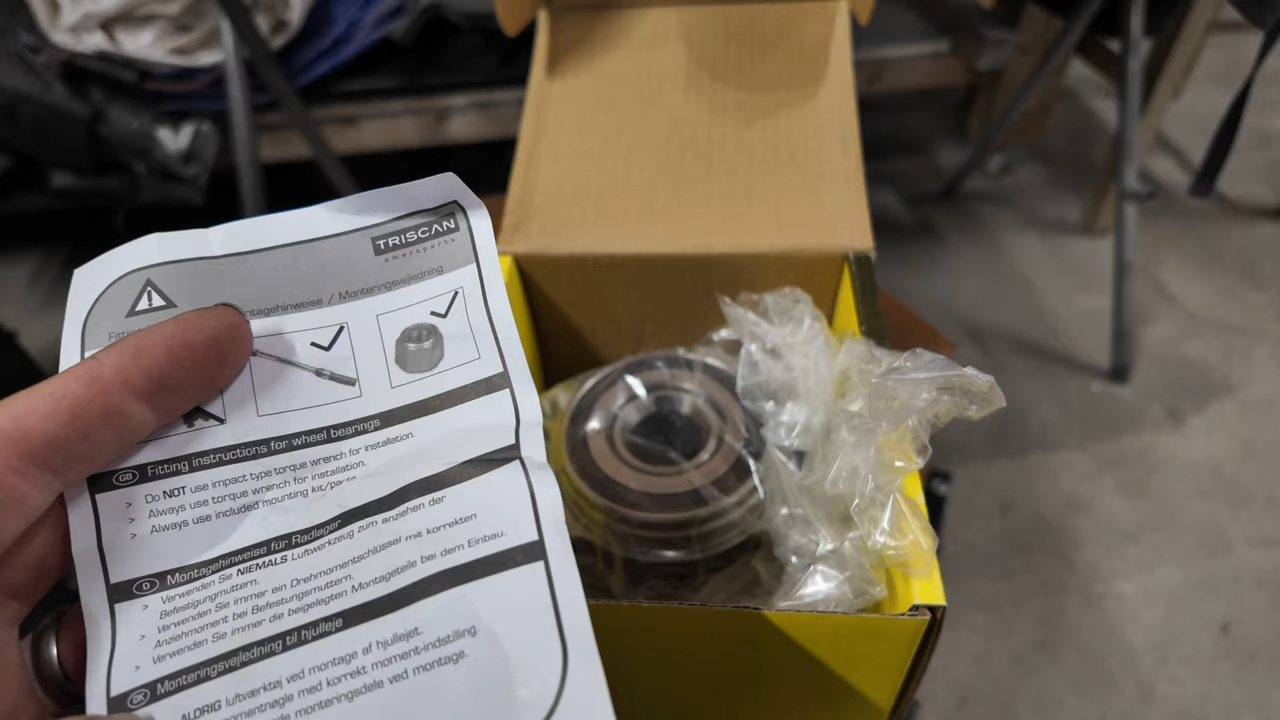 TRISCAN
smartparts
Fitting / Monteringsvejledning
GB Fitting instructions for wheel bearings
> Do NOT use impact type torque wrench for installation.
> Always use torque wrench for installation.
> Always use included mounting kit/parts
D Montagehinweise für Radlager
> Verwenden Sie NIEMALS Luftwerkzeug zum anziehen der
Befestigungmuttern.
> Verwenden Sie immer ein Drehmomentschlüssel mit korrekten
Anziehmoment bei Befestungsmuttern.
> Verwenden Sie immer die beigelegten Montageteile bei dem Einbau.
DK Monteringsvejledning til hjulleje
ALDRIG luftværktøj ved montage af hjullejet.
momentnøgle med korrekt moment-indstilling.
monteringsdele ved montage.